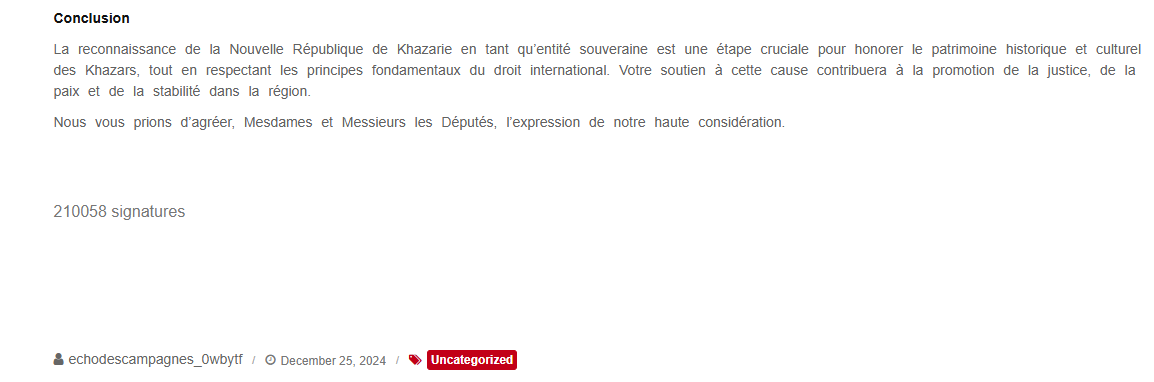 Conclusion
La reconnaissance de la Nouvelle République de Khazarie en tant qu’entité souveraine est une étape cruciale pour honorer le patrimoine historique et culturel
des Khazars, tout en respectant les principes fondamentaux du droit international. Votre soutien à cette cause contribuera à la promotion de la justice, de la
paix et de la stabilité dans la région.
Nous vous prions d’agréer, Mesdames et Messieurs les Députés, l’expression de notre haute considération.
210058 signatures
echodescampagnes_0wbytf / December 25, 2024 / Uncategorized